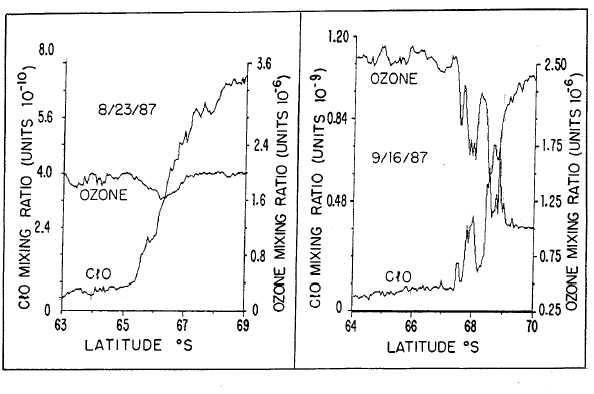 8.0
5.6
4.0
2.4
0
CℓO MIXING RATIO (UNITS 10⁻¹⁰)
8/23/87
OZONE
CℓO
3.6
2.4
1.6
0.8
0
OZONE MIXING RATIO (UNITS 10⁻⁶)
63 65 67 69
LATITUDE °S
1.20
0.84
0.48
0
CℓO MIXING RATIO (UNITS 10⁻⁹)
OZONE
9/16/87
CℓO
2.50
1.75
1.25
0.75
0.25
OZONE MIXING RATIO (UNITS 10⁻⁶)
64 66 68 70
LATITUDE °S